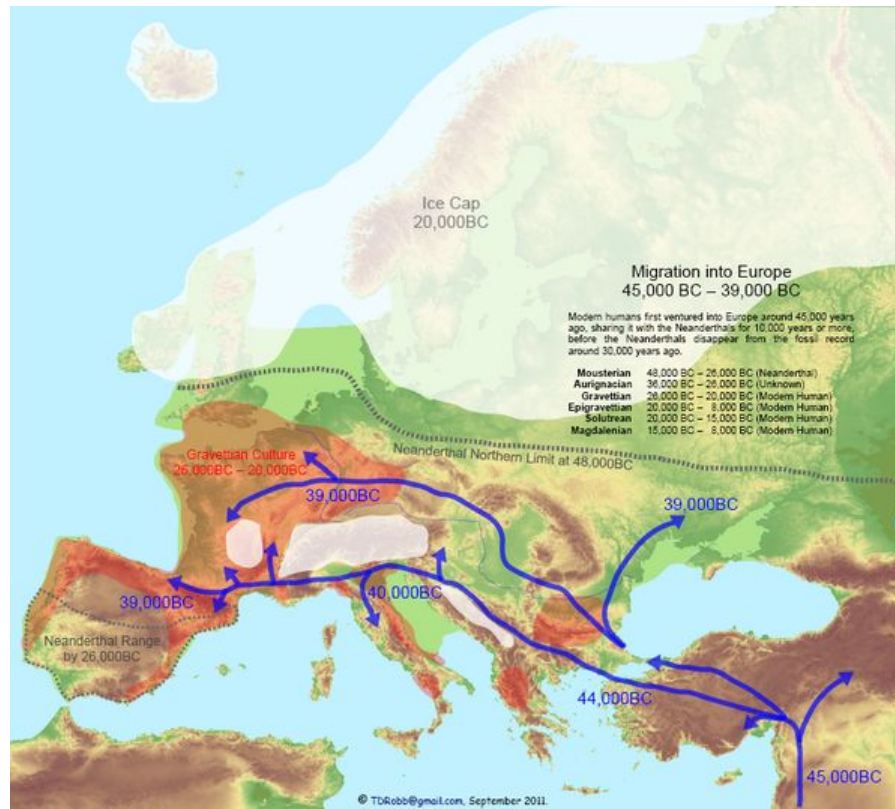 Ice Cap
20,000BC
Migration into Europe
45,000 BC – 39,000 BC
Modern humans first ventured into Europe around 45,000 years
ago, sharing it with the Neanderthals for 10,000 years or more,
before the Neanderthals disappear from the fossil record
around 30,000 years ago.
Mousterian 48,000 BC – 26,000 BC (Neanderthal)
Aurignacian 36,000 BC – 26,000 BC (Unknown)
Gravettian 26,000 BC – 20,000 BC (Modern Human)
Epigravettian 20,000 BC – 8,000 BC (Modern Human)
Solutrean 20,000 BC – 15,000 BC (Modern Human)
Magdalenian 15,000 BC – 8,000 BC (Modern Human)
Neanderthal Northern Limit at 48,000BC
Gravettian Culture
26,000BC – 20,000BC
39,000BC
39,000BC
39,000BC
40,000BC
Neanderthal Range
by 26,000BC
44,000BC
45,000BC
© TDRobb@gmail.com, September 2011.